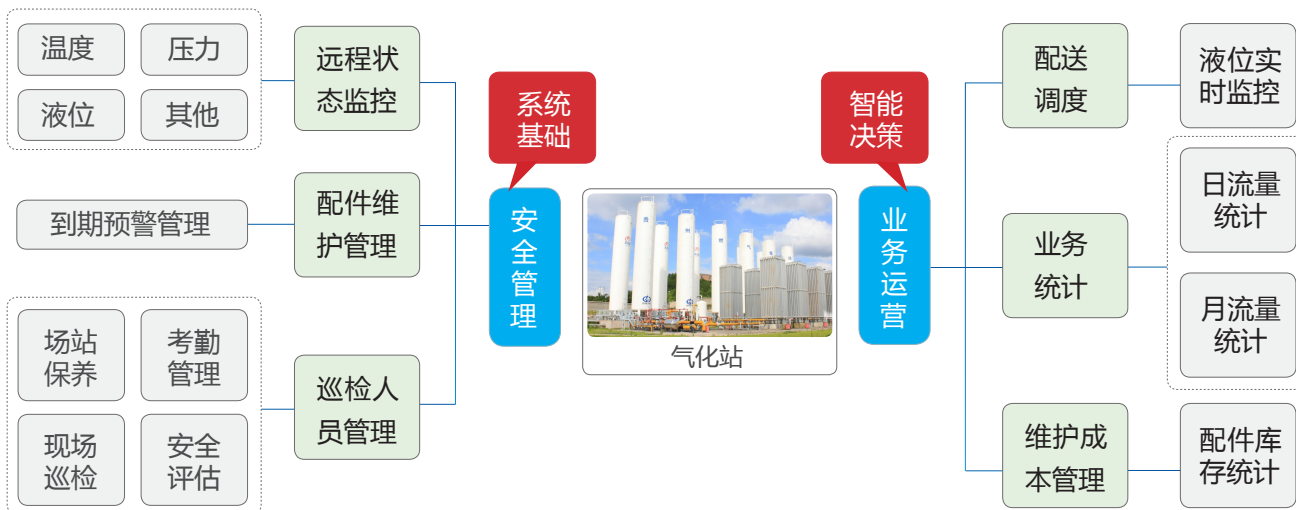 温度
压力
液位
其他
远程状
态监控
到期预警管理
配件维
护管理
场站
保养
考勤
管理
现场
巡检
安全
评估
巡检人
员管理
系统
基础
安全管理
气化站
智能
决策
业务运营
配送
调度
液位实
时监控
业务
统计
日流量
统计
月流量
统计
维护成
本管理
配件库
存统计